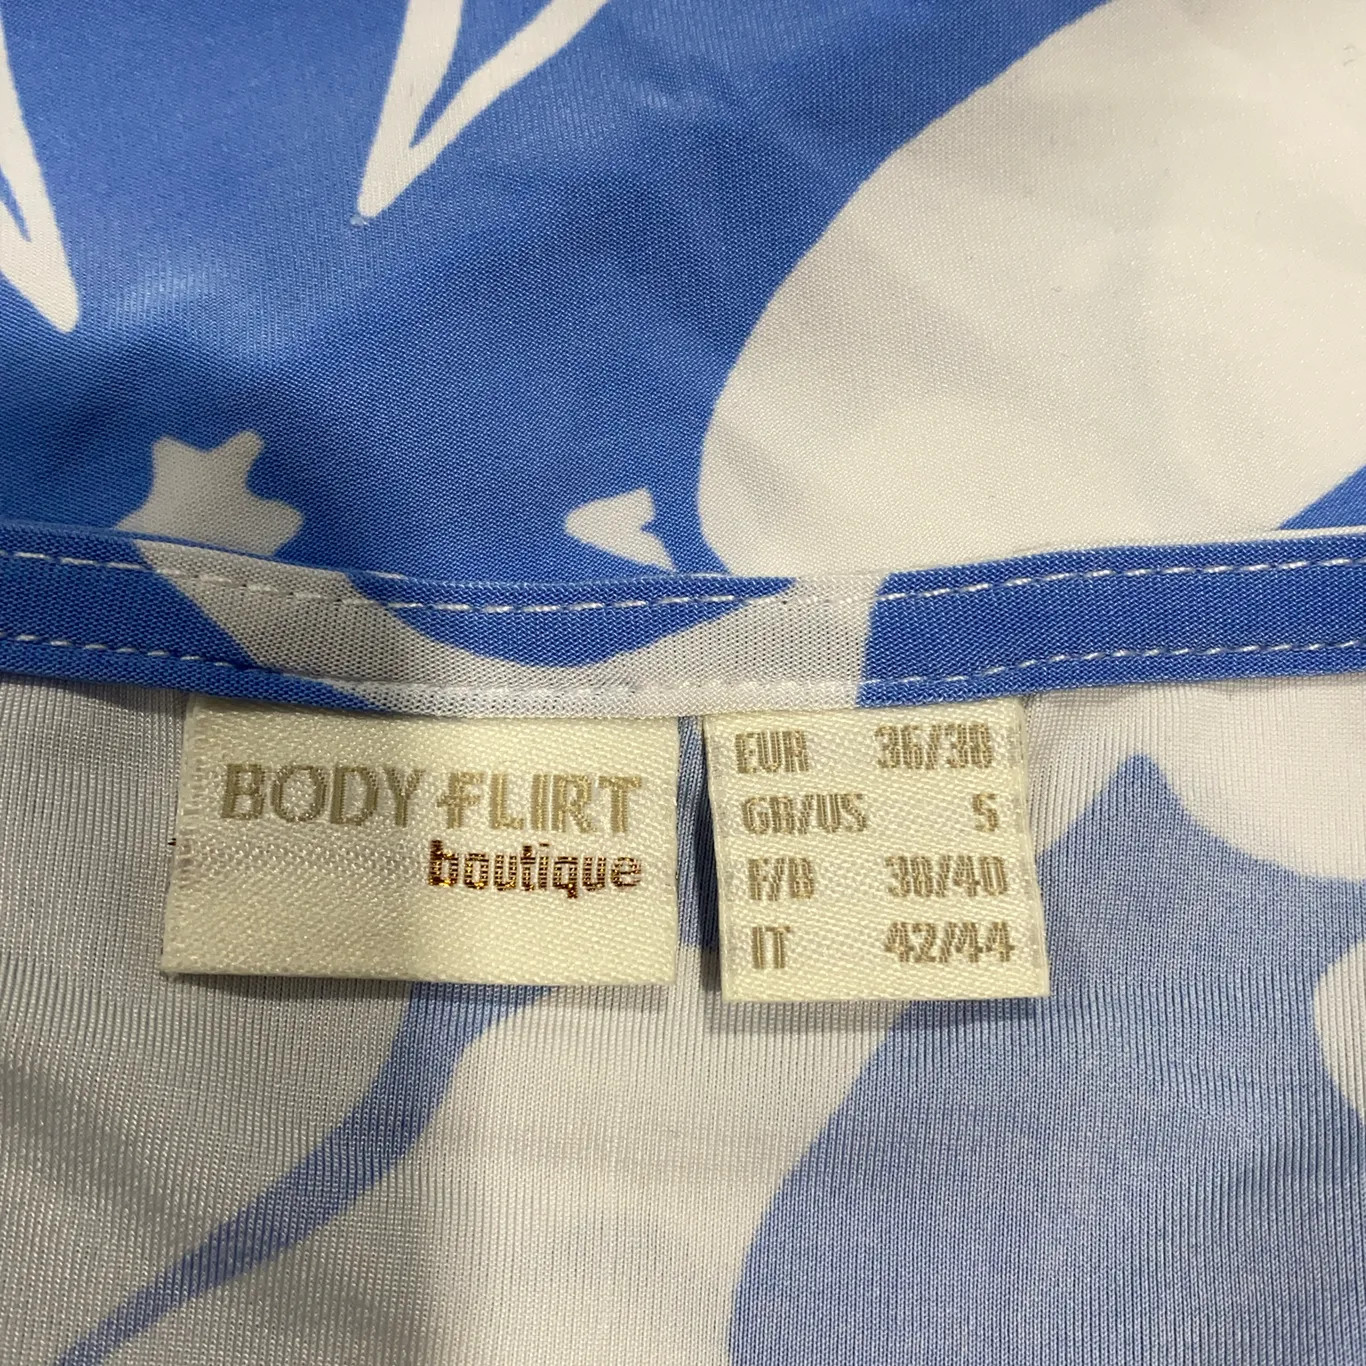 BODY FLIRT
boutique
EUR 36/38
GB/US S
F/B 38/40
IT 42/44